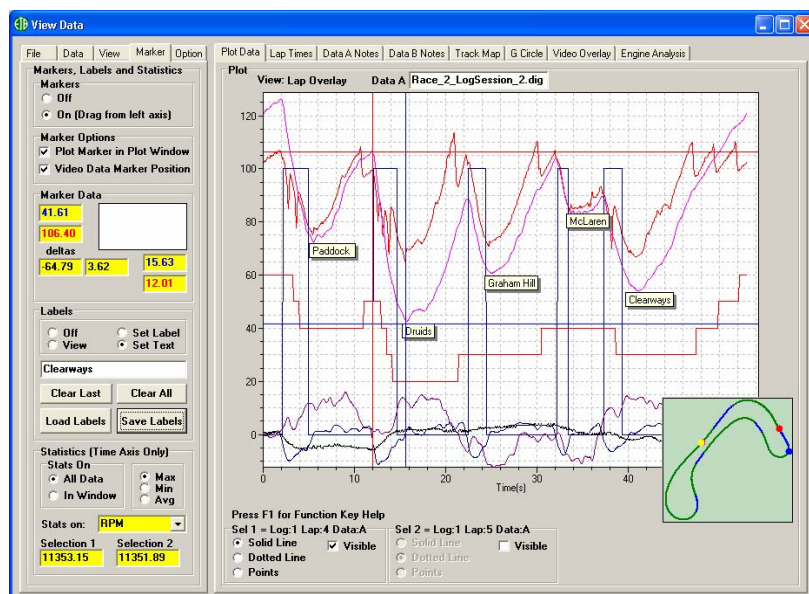 ETB View Data
File Data View Marker Option
Markers, Labels and Statistics
Markers
Off
On (Drag from left axis)
Marker Options
Plot Marker in Plot Window
Video Data Marker Position
Marker Data
41.61
106.40
deltas
-64.79 3.62 15.63
12.01
Labels
Off Set Label
View Set Text
Clearways
Clear Last Clear All
Load Labels Save Labels
Statistics (Time Axis Only)
Stats On
All Data Max
In Window Min
Avg
Stats on: RPM
Selection 1 Selection 2
11353.15 11351.89
Plot Data Lap Times Data A Notes Data B Notes Track Map G Circle Video Overlay Engine Analysis
Plot
View: Lap Overlay Data A Race_2_LogSession_2.dig
120
100
80
60
40
20
0
Paddock
Druids
Graham Hill
McLaren
Clearways
0 10 20 30 40
Time(s)
Press F1 for Function Key Help
Sel 1 = Log:1 Lap:4 Data:A Sel 2 = Log:1 Lap:5 Data:A
Solid Line Visible Solid Line Visible
Dotted Line Dotted Line
Points Points